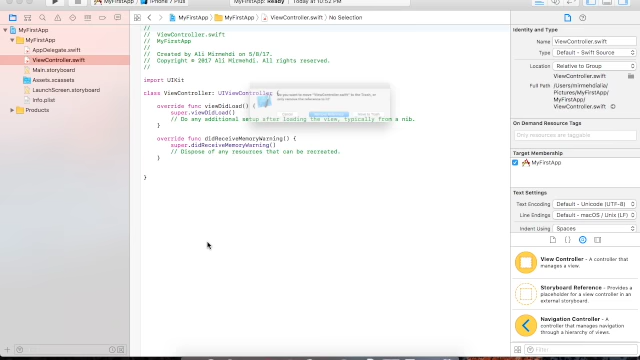 MyFirstApp
iPhone 7 Plus
MyFirstApp: Ready
Today at 10:52 PM
MyFirstApp
MyFirstApp
AppDelegate.swift
ViewController.swift
Main.storyboard
Assets.xcassets
LaunchScreen.storyboard
Info.plist
Products
MyFirstApp
MyFirstApp
ViewController.swift
No Selection
//
// ViewController.swift
// MyFirstApp
//
// Created by Ali Mirmehdi on 5/8/17.
// Copyright © 2017 Ali Mirmehdi. All rights reserved.
//
import UIKit
class ViewController: UIViewController {
override func viewDidLoad() {
super.viewDidLoad()
// Do any additional setup after loading the view, typically from a nib.
override func didReceiveMemoryWarning() {
super.didReceiveMemoryWarning()
// Dispose of any resources that can be recreated.
}
}
Identity and Type
Name ViewController.swift
Type Default - Swift Source
Location Relative to Group
ViewController.swift
Full Path /Users/
mirmehdialia/
Pictures/MyFirstApp/
MyFirstApp/
ViewController.swift
On Demand Resource Tags
Only resources are taggable
Target Membership
MyFirstApp
Text Settings
Text Encoding Default - Unicode (UTF-8)
Line Endings Default - macOS / Unix (LF)
Indent Using Spaces
View Controller - A controller
that manages a view.
Storyboard Reference - Provides a
placeholder for a view controller in an
external storyboard.
Navigation Controller - A
controller that manages navigation
through a hierarchy of views.
Filter